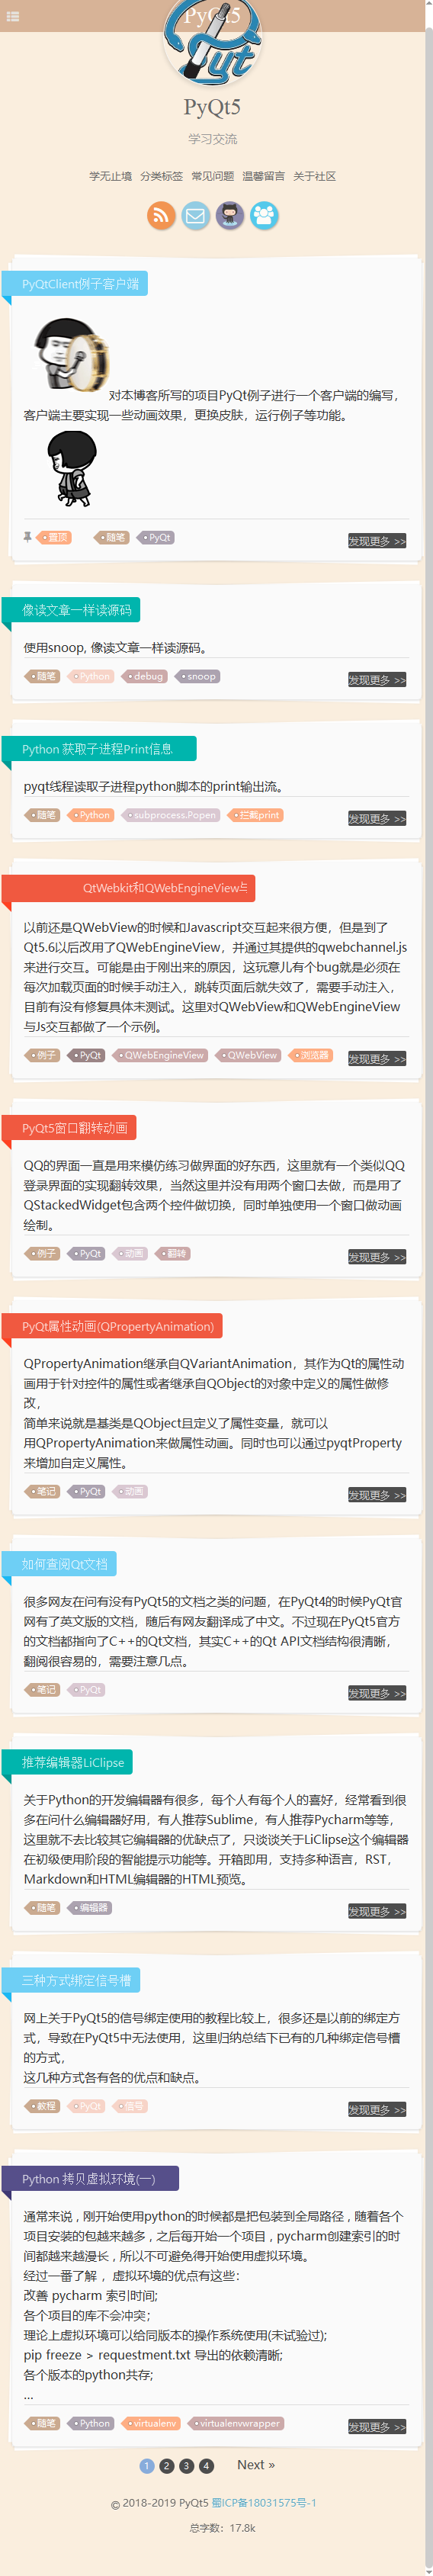 PyQt5
PyQt5
学习交流
学无止境 分类标签 常见问题 温馨留言 关于社区
PyQtClient例子客户端
对本博客所写的项目PyQt例子进行一个客户端的编写，
客户端主要实现一些动画效果，更换皮肤，运行例子等功能。
置顶 随笔 PyQt 发现更多 >>
像读文章一样读源码
使用snoop, 像读文章一样读源码。
随笔 Python debug snoop 发现更多 >>
Python 获取子进程Print信息
pyqt线程读取子进程python脚本的print输出流。
随笔 Python subprocess.Popen 拦截print 发现更多 >>
QtWebkit和QWebEngineView与
以前还是QWebView的时候和Javascript交互起来很方便，但是到了
Qt5.6以后改用了QWebEngineView，并通过其提供的qwebchannel.js
来进行交互。可能是由于刚出来的原因，这玩意儿有个bug就是必须在
每次加载页面的时候手动注入，跳转页面后就失效了，需要手动注入，
目前有没有修复具体未测试。这里对QWebView和QWebEngineView
与Js交互都做了一个示例。
例子 PyQt QWebEngineView QWebView 浏览器 发现更多 >>
PyQt5窗口翻转动画
QQ的界面一直是用来模仿练习做界面的好东西，这里就有一个类似QQ
登录界面的实现翻转效果，当然这里并没有用两个窗口去做，而是用了
QStackedWidget包含两个控件做切换，同时单独使用一个窗口做动画
绘制。
例子 PyQt 动画 翻转 发现更多 >>
PyQt属性动画(QPropertyAnimation)
QPropertyAnimation继承自QVariantAnimation，其作为Qt的属性动
画用于针对控件的属性或者继承自QObject的对象中定义的属性做修
改，
简单来说就是基类是QObject且定义了属性变量，就可以
用QPropertyAnimation来做属性动画。同时也可以通过pyqtProperty
来增加自定义属性。
笔记 PyQt 动画 发现更多 >>
如何查阅Qt文档
很多网友在问有没有PyQt5的文档之类的问题，在PyQt4的时候PyQt官
网有了英文版的文档，随后有网友翻译成了中文。不过现在PyQt5官方
的文档都指向了C++的Qt文档，其实C++的Qt API文档结构很清晰，
翻阅很容易的，需要注意几点。
笔记 PyQt 发现更多 >>
推荐编辑器LiClipse
关于Python的开发编辑器有很多，每个人有每个人的喜好，经常看到很
多在问什么编辑器好用，有人推荐Sublime，有人推荐Pycharm等等，
这里就不去比较其它编辑器的优缺点了，只谈谈关于LiClipse这个编辑器
在初级使用阶段的智能提示功能等。开箱即用，支持多种语言，RST，
Markdown和HTML编辑器的HTML预览。
随笔 编辑器 发现更多 >>
三种方式绑定信号槽
网上关于PyQt5的信号绑定使用的教程比较上，很多还是以前的绑定方
式，导致在PyQt5中无法使用，这里归纳总结下已有的几种绑定信号槽
的方式，
这几种方式各有各的优点和缺点。
教程 PyQt 信号 发现更多 >>
Python 拷贝虚拟环境(一)
通常来说 , 刚开始使用python的时候都是把包装到全局路径 , 随着各个
项目安装的包越来越多 , 之后每开始一个项目 , pycharm创建索引的时
间都越来越漫长 , 所以不可避免得开始使用虚拟环境。
经过一番了解 ，虚拟环境的优点有这些：
改善 pycharm 索引时间;
各个项目的库不会冲突；
理论上虚拟环境可以给同版本的操作系统使用(未试验过);
pip freeze > requestment.txt 导出的依赖清晰;
各个版本的python共存;
…
随笔 Python virtualenv virtualenvwrapper 发现更多 >>
1 2 3 4 Next »
© 2018-2019 PyQt5 蜀ICP备18031575号-1
总字数：17.8k